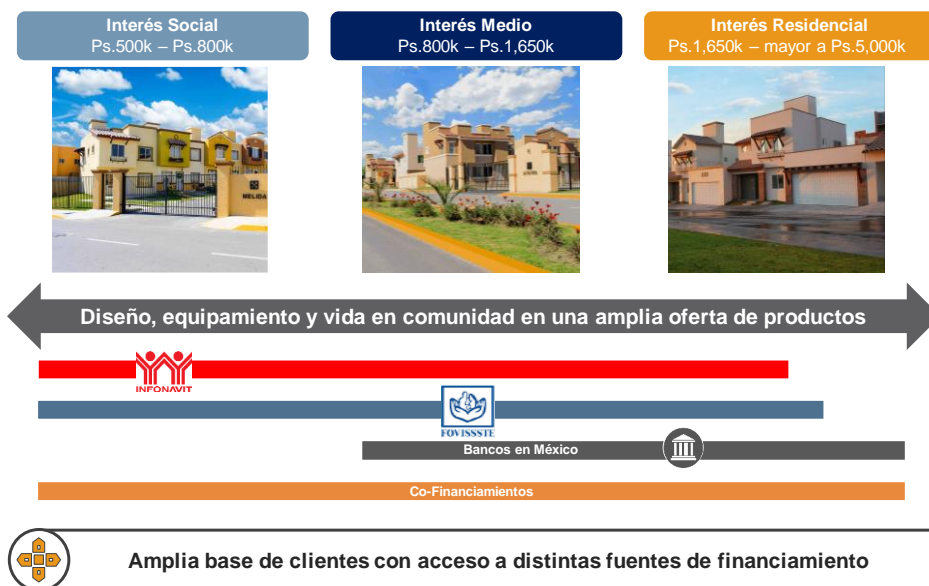 Interés Social
Ps.500k – Ps.800k
Interés Medio
Ps.800k – Ps.1,650k
Interés Residencial
Ps.1,650k – mayor a Ps.5,000k
MELIDA
Diseño, equipamiento y vida en comunidad en una amplia oferta de productos
INFONAVIT
FOVISSSTE
Bancos en México
Co-Financiamientos
Amplia base de clientes con acceso a distintas fuentes de financiamiento